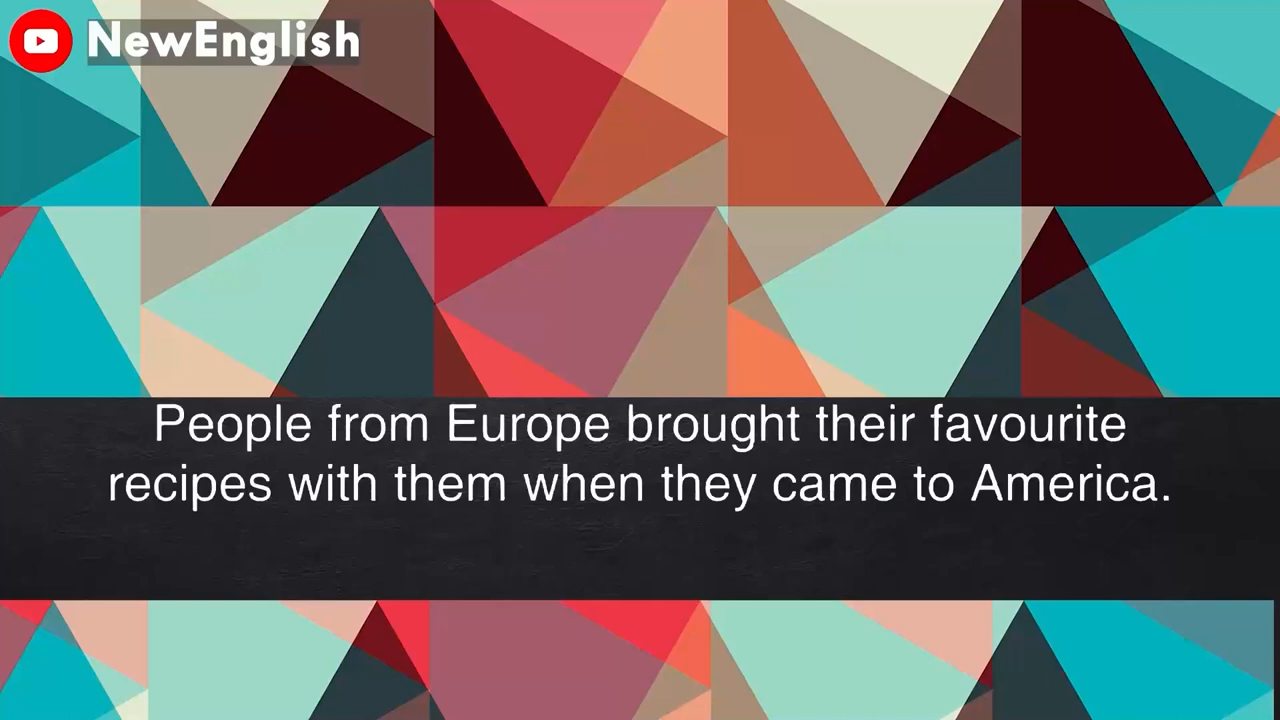 NewEnglish
People from Europe brought their favourite
recipes with them when they came to America.